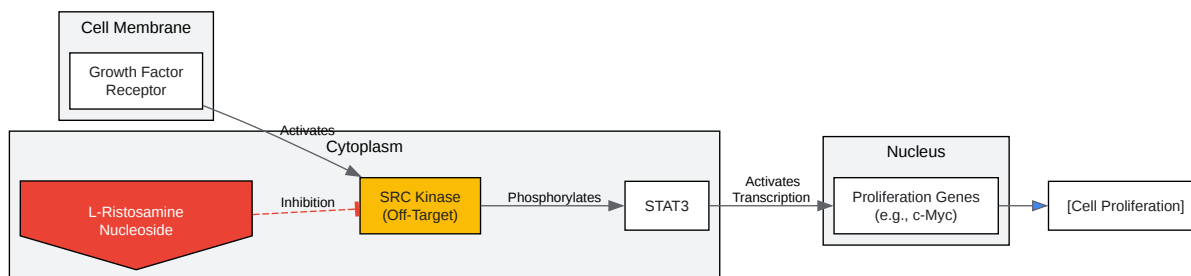 Cell Membrane
Growth Factor
Receptor
Activates
Cytoplasm
L-Ristosamine
Nucleoside
Inhibition
SRC Kinase
(Off-Target)
Phosphorylates
STAT3
Activates
Transcription
Nucleus
Proliferation Genes
(e.g., c-Myc)
[Cell Proliferation]